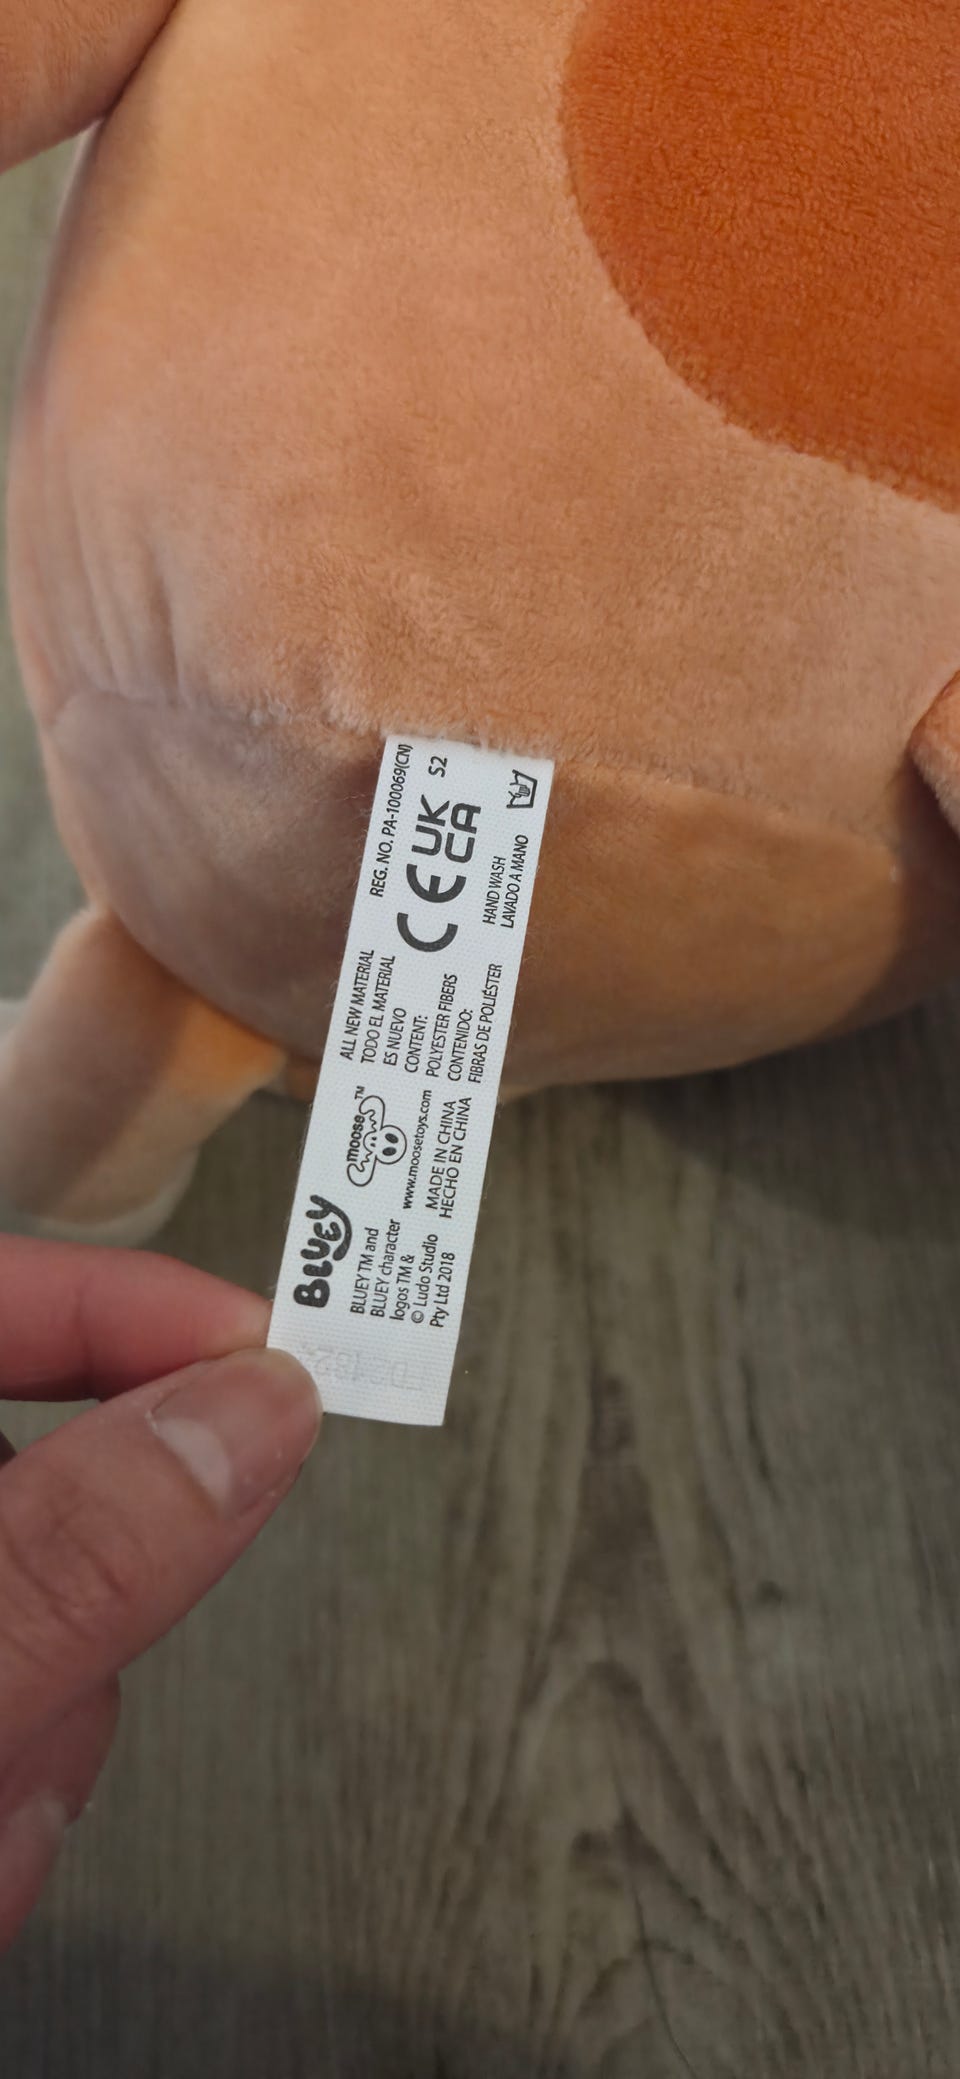 BLUEY
BLUEY TM and
BLUEY character
logos TM &
© Ludo Studio
Pty Ltd 2018
moose™
www.moosetoys.com
MADE IN CHINA
HECHO EN CHINA
ALL NEW MATERIAL
TODO EL MATERIAL
ES NUEVO
CONTENT:
POLYESTER FIBERS
CONTENIDO:
FIBRAS DE POLIÉSTER
REG. NO. PA-100069(CN)
CE UK
CA
S2
HAND WASH
LAVADO A MANO